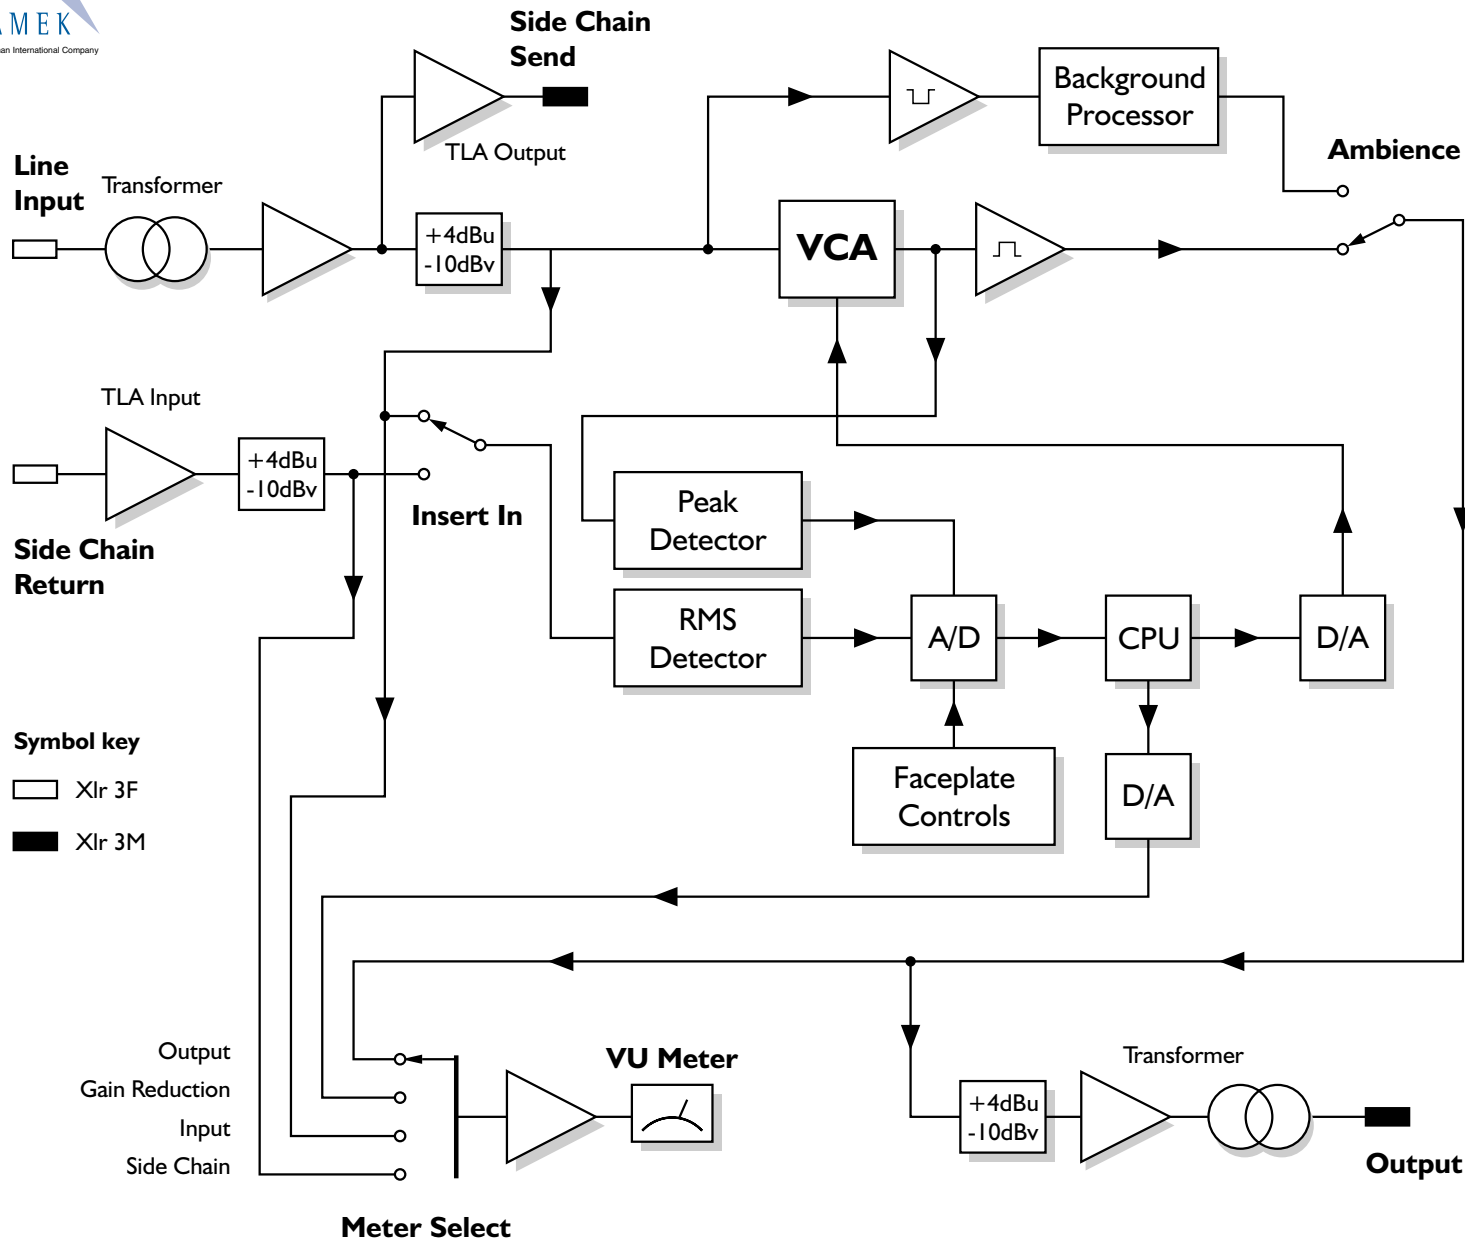 AMEK
an International Company
Side Chain
Send
TLA Output
Background
Processor
Ambience
Line
Input
Transformer
+4dBu
-10dBv
VCA
TLA Input
+4dBu
-10dBv
Insert In
Side Chain
Return
Peak
Detector
RMS
Detector
A/D
CPU
D/A
Symbol key
Xlr 3F
Xlr 3M
Faceplate
Controls
D/A
Output
Gain Reduction
Input
Side Chain
Meter Select
VU Meter
Transformer
+4dBu
-10dBv
Output